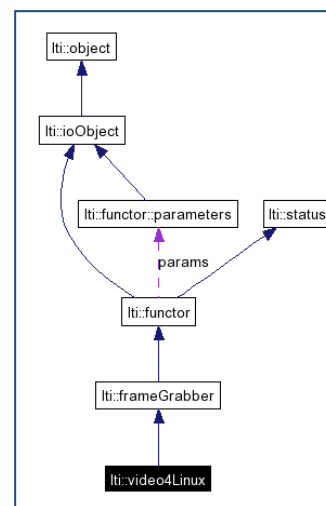 lti::object
lti::ioObject
lti::functor::parameters
lti::status
params
lti::functor
lti::frameGrabber
lti::video4Linux